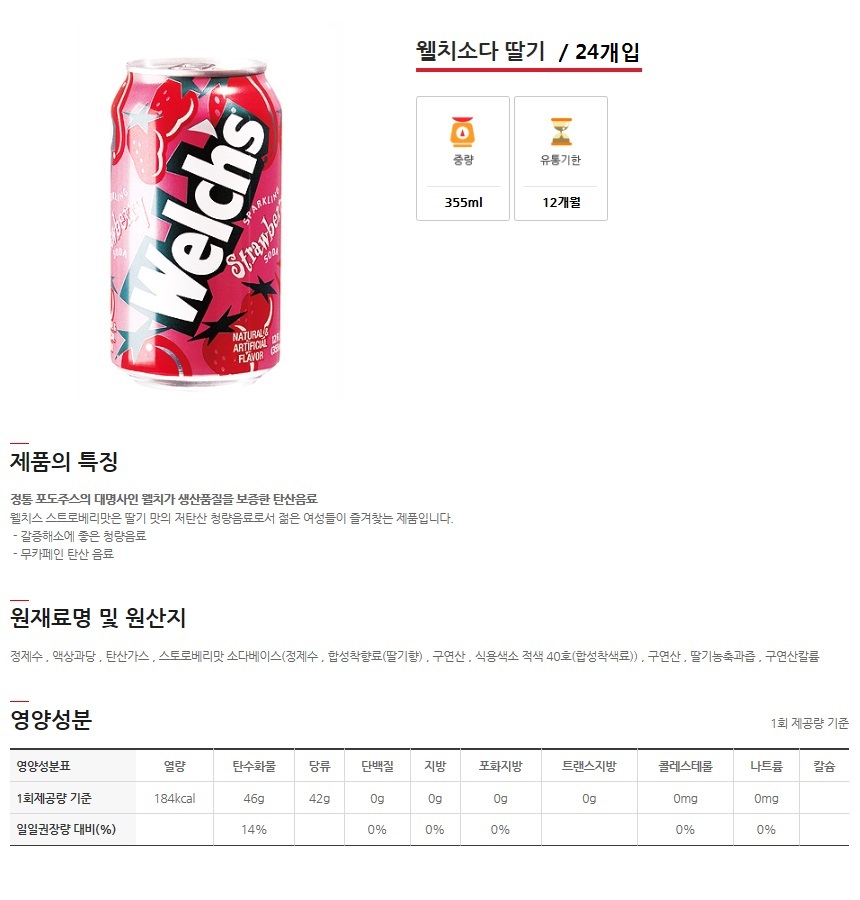 웰치소다 딸기 / 24개입
중량
유통기한
355ml
12개월
Welch's
SPARKLING
Strawberry
SODA
NATURAL &
ARTIFICIAL
FLAVOR
제품의 특징
정통 포도주스의 대명사인 웰치가 생산품질을 보증한 탄산음료
웰치스 스트로베리맛은 딸기 맛의 저탄산 청량음료로서 젊은 여성들이 즐겨찾는 제품입니다.
- 갈증해소에 좋은 청량음료
- 무카페인 탄산 음료
원재료명 및 원산지
정제수 , 액상과당 , 탄산가스 , 스토로베리맛 소다베이스(정제수 , 합성착향료(딸기향) , 구연산 , 식용색소 적색 40호(합성착색료)) , 구연산 , 딸기농축과즙 , 구연산칼륨
영양성분
1회 제공량 기준
영양성분표 열량 탄수화물 당류 단백질 지방 포화지방 트랜스지방 콜레스테롤 나트륨 칼슘
1회제공량 기준 184kcal 46g 42g 0g 0g 0g 0g 0mg 0mg
일일권장량 대비(%) 14% 0% 0% 0% 0% 0%